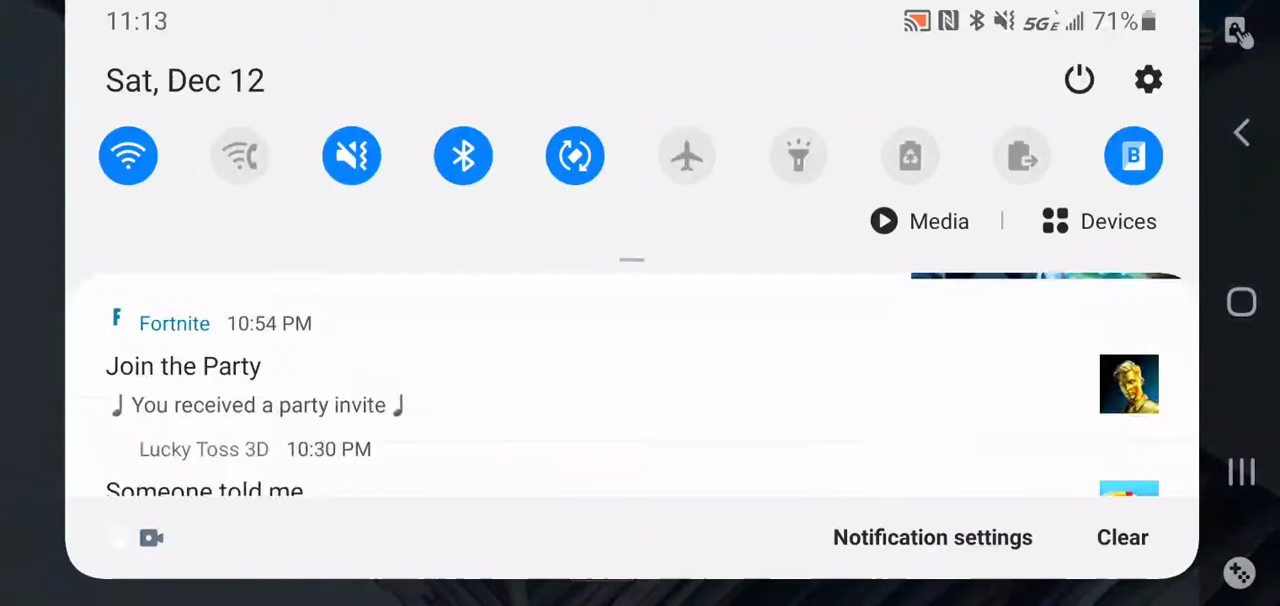 11:13
5GE 71%
Sat, Dec 12
B
Media | Devices
F Fortnite 10:54 PM
Join the Party
♩ You received a party invite ♩
Lucky Toss 3D 10:30 PM
Someone told me
Notification settings Clear